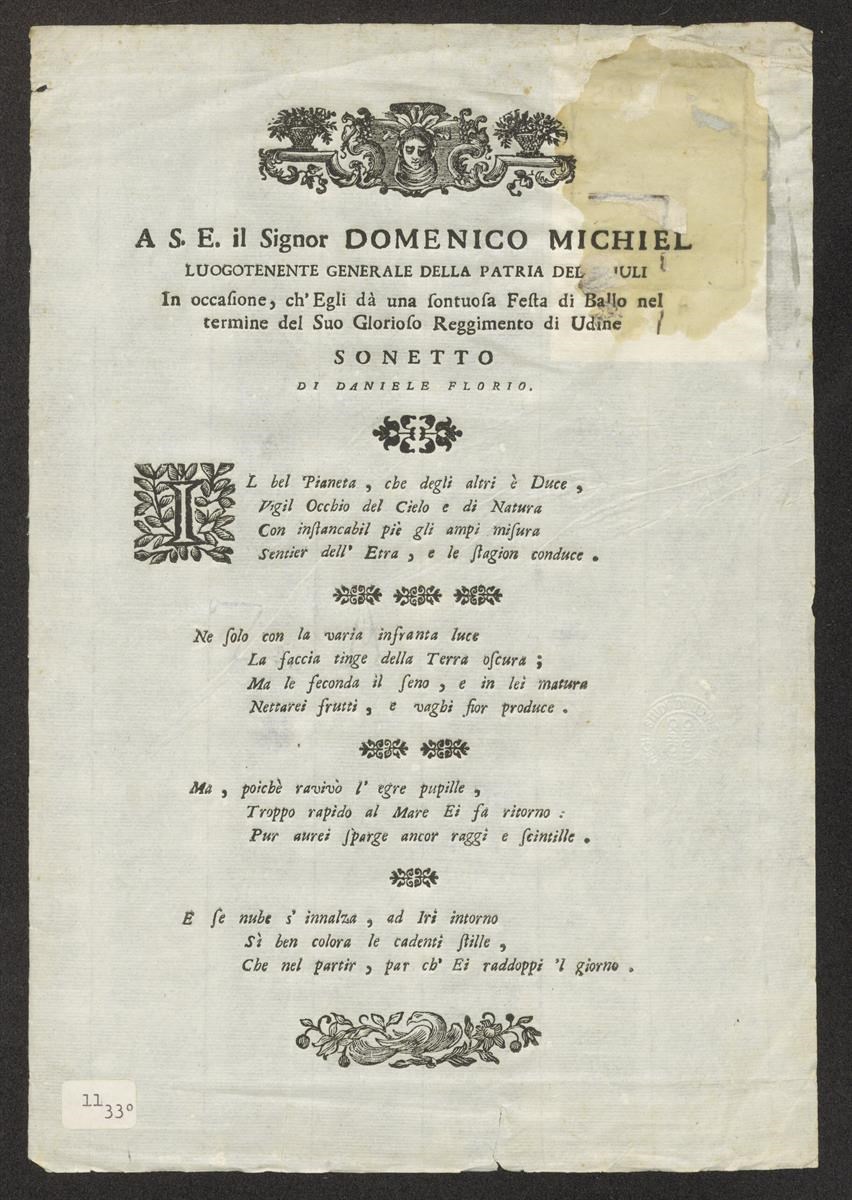 A S. E. il Signor DOMENICO MICHIEL
LUOGOTENENTE GENERALE DELLA PATRIA DEL IULI
In occaſione, ch'Egli dà una ſontuoſa Feſta di Ballo nel
termine del Suo Glorioſo Reggimento di Udine
SONETTO
DI DANIELE FLORIO.
IL bel Pianeta, che degli altri è Duce,
Vigil Occhio del Cielo e di Natura
Con inſtancabil piè gli ampi miſura
Sentier dell' Etra, e le ſtagion conduce.
Ne ſolo con la varia infranta luce
La faccia tinge della Terra oſcura;
Ma le feconda il ſeno, e in lei matura
Nettarei frutti, e vaghi fior produce.
Ma, poichè ravivò l' egre pupille,
Troppo rapido al Mare Ei fa ritorno:
Pur aurei ſparge ancor raggi e ſcintille.
E ſe nube s' innalza, ad Iri intorno
Sì ben colora le cadenti ſtille,
Che nel partir, par ch' Ei raddoppi 'l giorno.
11
33°